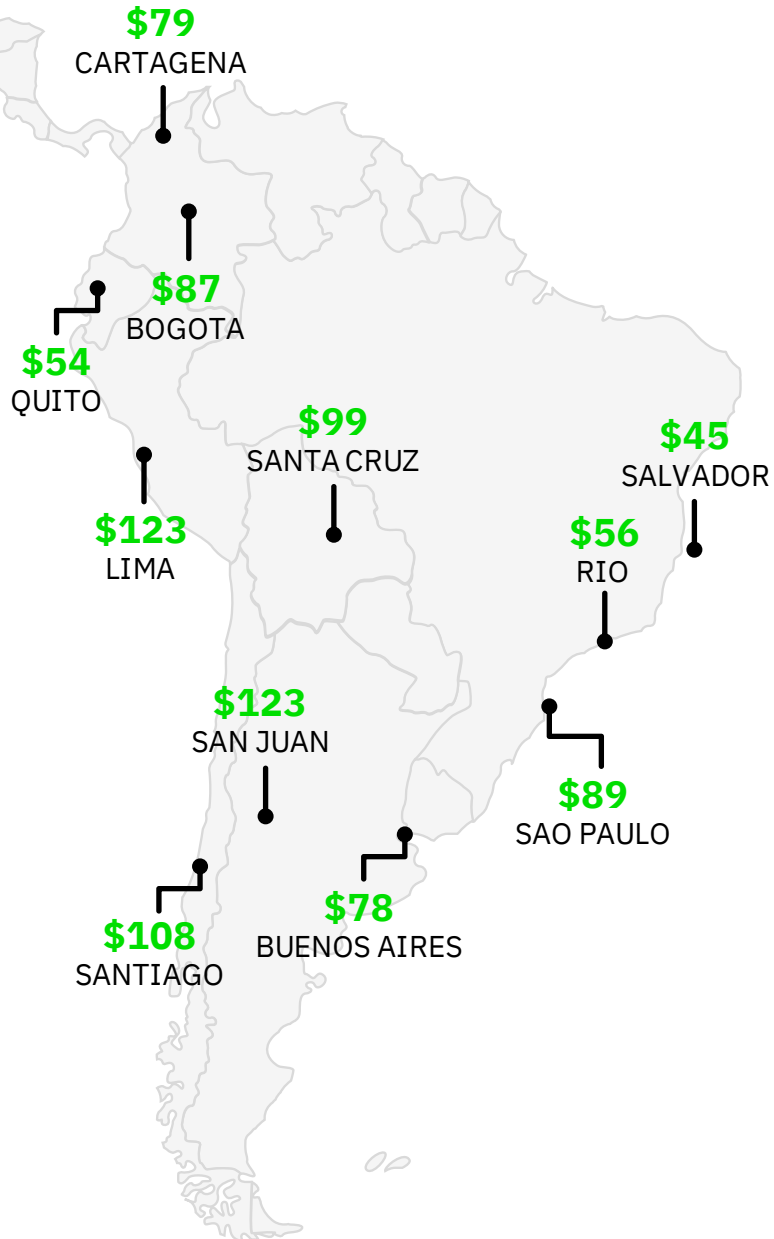 $79
CARTAGENA
$87
BOGOTA
$54
QUITO
$99
SANTA CRUZ
$45
SALVADOR
$123
LIMA
$56
RIO
$123
SAN JUAN
$89
SAO PAULO
$78
BUENOS AIRES
$108
SANTIAGO